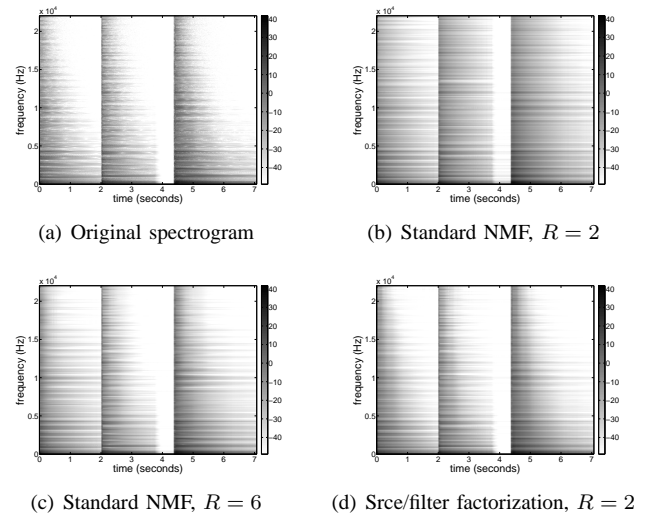 x 10⁴
frequency (Hz)
2
1.5
1
0.5
0
0 1 2 3 4 5 6 7
time (seconds)
40
30
20
10
0
−10
−20
−30
−40
(a) Original spectrogram
x 10⁴
frequency (Hz)
2
1.5
1
0.5
0
0 1 2 3 4 5 6 7
time (seconds)
40
30
20
10
0
−10
−20
−30
−40
(b) Standard NMF, R = 2
x 10⁴
frequency (Hz)
2
1.5
1
0.5
0
0 1 2 3 4 5 6 7
time (seconds)
40
30
20
10
0
−10
−20
−30
−40
(c) Standard NMF, R = 6
x 10⁴
frequency (Hz)
2
1.5
1
0.5
0
0 1 2 3 4 5 6 7
time (seconds)
40
30
20
10
0
−10
−20
−30
−40
(d) Srce/filter factorization, R = 2